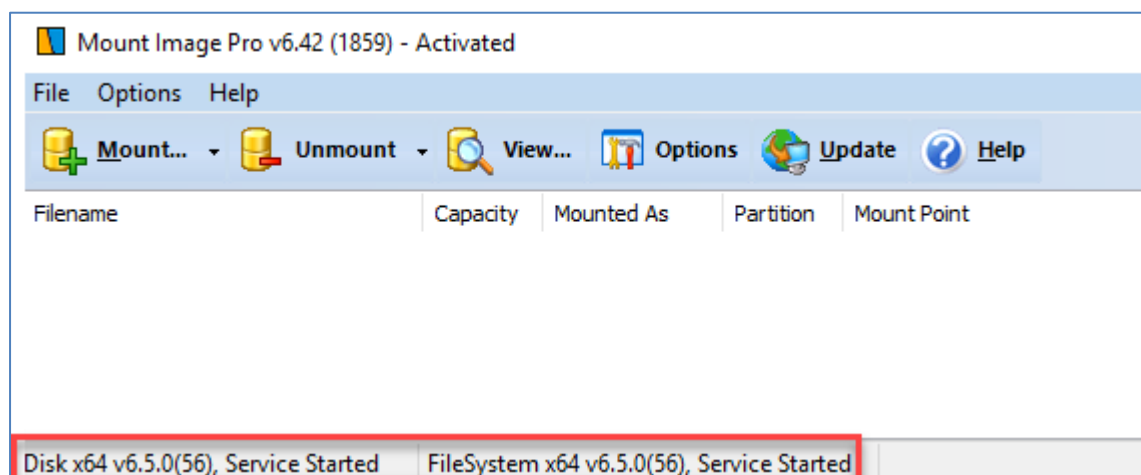 Mount Image Pro v6.42 (1859) - Activated
File Options Help
Mount... Unmount View... Options Update Help
Filename Capacity Mounted As Partition Mount Point
Disk x64 v6.5.0(56), Service Started FileSystem x64 v6.5.0(56), Service Started